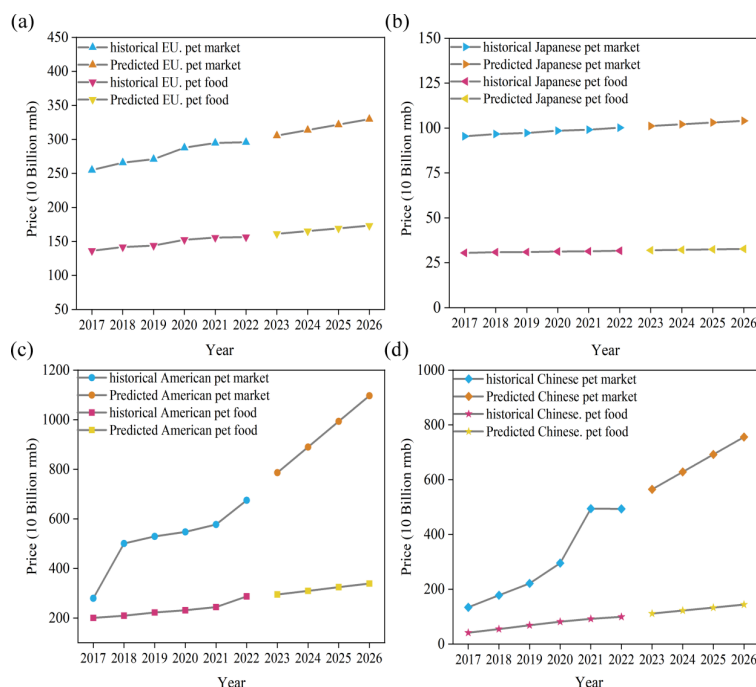 (a)
historical EU. pet market
Predicted EU. pet market
historical EU. pet food
Predicted EU. pet food
Price (10 Billion rmb)
450
400
350
300
250
200
150
100
50
2017 2018 2019 2020 2021 2022 2023 2024 2025 2026
Year
(b)
historical Japanese pet market
Predicted Japanese pet market
historical Japanese pet food
Predicted Japanese pet food
Price (10 Billion rmb)
150
125
100
75
50
25
0
2017 2018 2019 2020 2021 2022 2023 2024 2025 2026
Year
(c)
historical American pet market
Predicted American pet market
historical American pet food
Predicted American pet food
Price (10 Billion rmb)
1200
1000
800
600
400
200
2017 2018 2019 2020 2021 2022 2023 2024 2025 2026
Year
(d)
historical Chinese pet market
Predicted Chinese pet market
historical Chinese. pet food
Predicted Chinese. pet food
Price (10 Billion rmb)
1000
800
600
400
200
0
2017 2018 2019 2020 2021 2022 2023 2024 2025 2026
Year